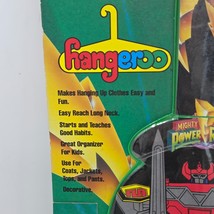 hangeroo
Makes Hanging Up Clothes Easy and
Fun.
Easy Reach Long Neck.
Starts and Teaches
Good Habits.
Great Organizer
For Kids.
Use For
Coats, Jackets,
Tops, and Pants.
Decorative.
MIGHTY
POWER